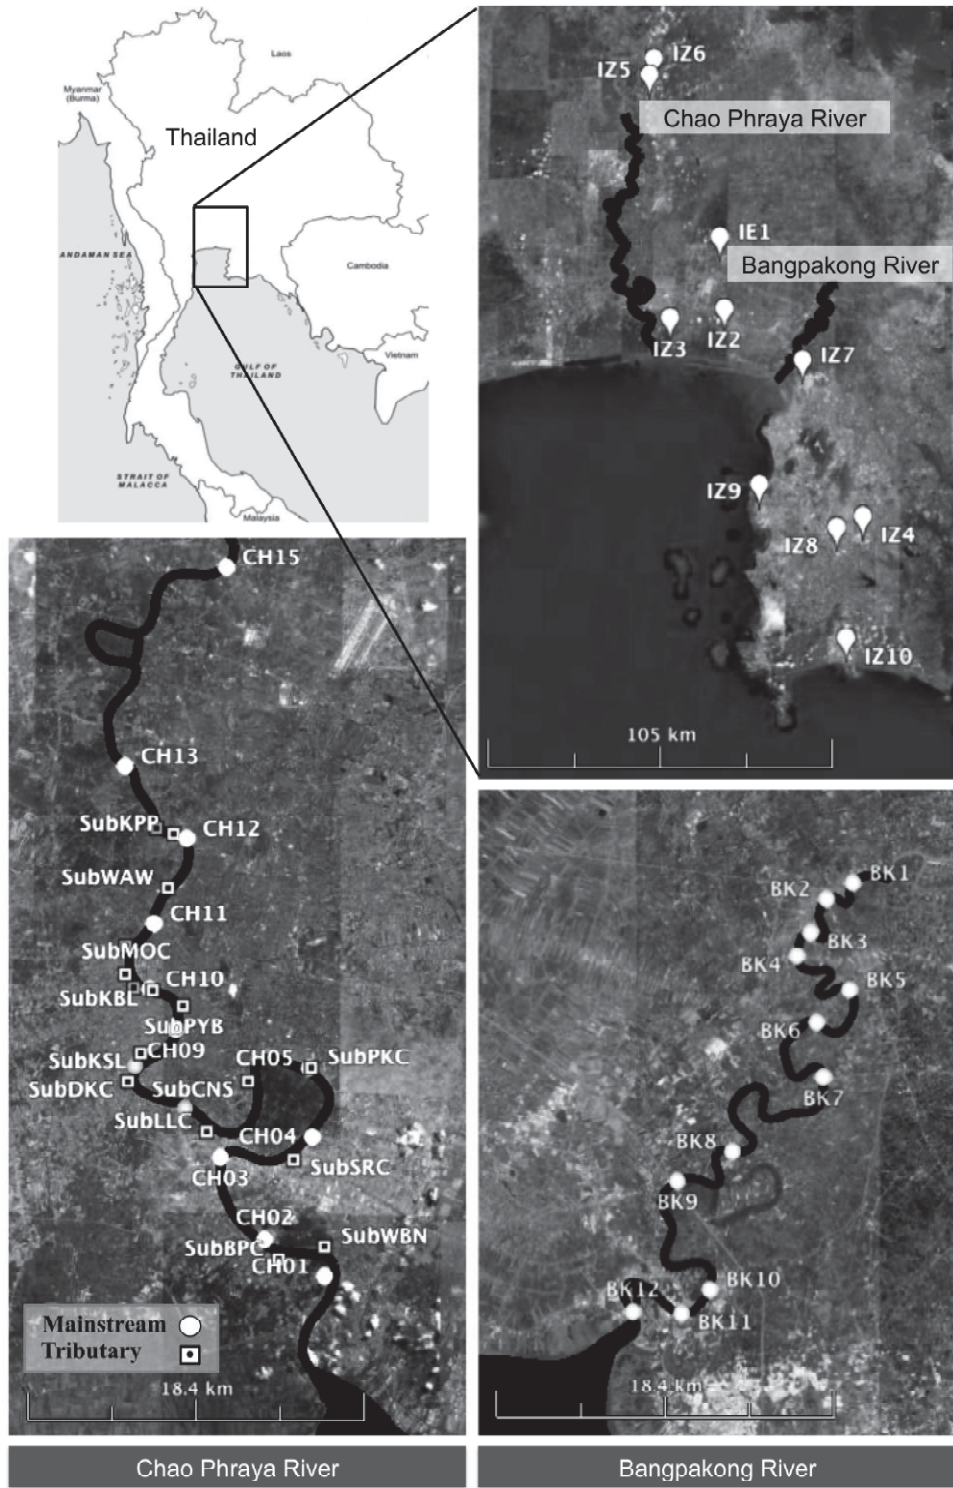 Laos
Myanmar
(Burma)
Thailand
ANDAMAN SEA
Cambodia
GULF OF
THAILAND
Vietnam
STRAIT OF
MALACCA
Malaysia
IZ6
IZ5
Chao Phraya River
IE1
Bangpakong River
IZ2
IZ3
IZ7
IZ9
IZ8
IZ4
IZ10
105 km
CH15
CH13
SubKPP
CH12
SubWAW
CH11
SubMOC
CH10
SubKBL
SubPYB
CH09
SubKSL
CH05
SubPKC
SubDKC
SubCNS
SubLLC
CH04
SubSRC
CH03
CH02
SubWBN
SubBPC
CH01
Mainstream
Tributary
18.4 km
Chao Phraya River
BK1
BK2
BK3
BK4
BK5
BK6
BK7
BK8
BK9
BK10
BK12
BK11
18.4 km
Bangpakong River